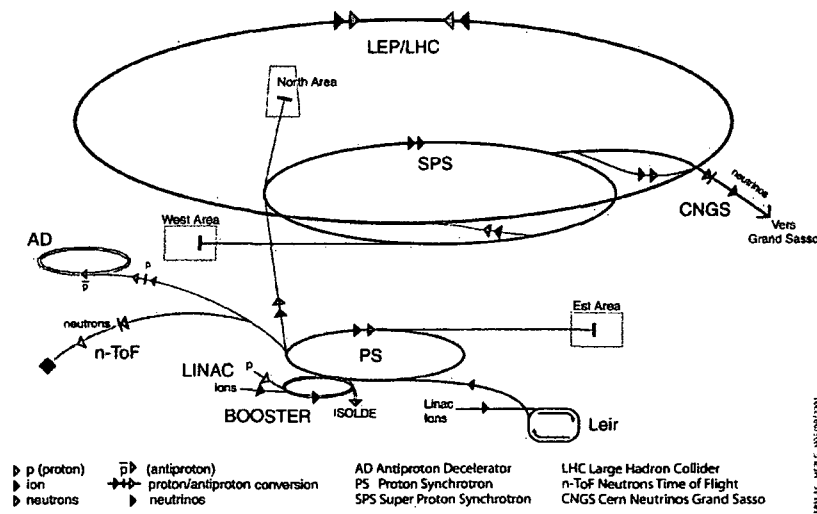 LEP/LHC
North Area
SPS
neutrinos
CNGS
Vers
Grand Sasso
West Area
AD
p
p̅
neutrons
n-ToF
Est Area
PS
LINAC
p
Ions
BOOSTER
ISOLDE
Linac
Ions
Leir
p (proton)
ion
neutrons
p̅ (antiproton)
proton/antiproton conversion
neutrinos
AD Antiproton Decelerator
PS Proton Synchrotron
SPS Super Proton Synchrotron
LHC Large Hadron Collider
n-ToF Neutrons Time of Flight
CNGS Cern Neutrinos Grand Sasso